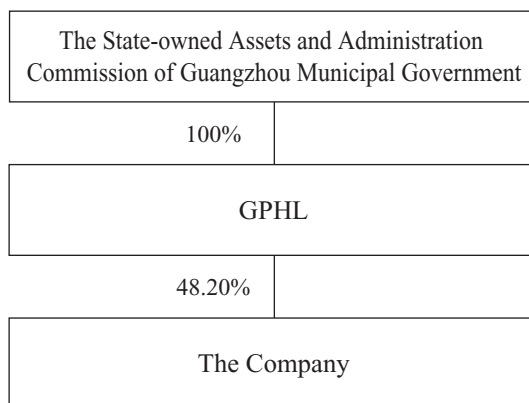 The State-owned Assets and Administration
Commission of Guangzhou Municipal Government
100%
GPHL
48.20%
The Company